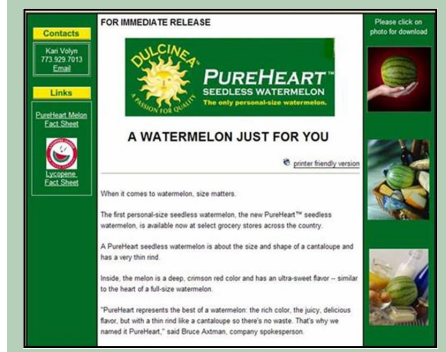 Contacts
Kari Volyn
773.929.7013
Email
Links
PureHeart Melon
Fact Sheet
Lycopene
Fact Sheet
FOR IMMEDIATE RELEASE
DULCINEA
A PASSION FOR QUALITY
PUREHEART™
SEEDLESS WATERMELON
The only personal-size watermelon.
A WATERMELON JUST FOR YOU
printer friendly version
When it comes to watermelon, size matters.
The first personal-size seedless watermelon, the new PureHeart™ seedless
watermelon, is available now at select grocery stores across the country.
A PureHeart seedless watermelon is about the size and shape of a cantaloupe and
has a very thin rind.
Inside, the melon is a deep, crimson red color and has an ultra-sweet flavor – similar
to the heart of a full-size watermelon.
"PureHeart represents the best of a watermelon: the rich color, the juicy, delicious
flavor, but with a thin rind like a cantaloupe so there's no waste. That's why we
named it PureHeart," said Bruce Axtman, company spokesperson.
Please click on
photo for download